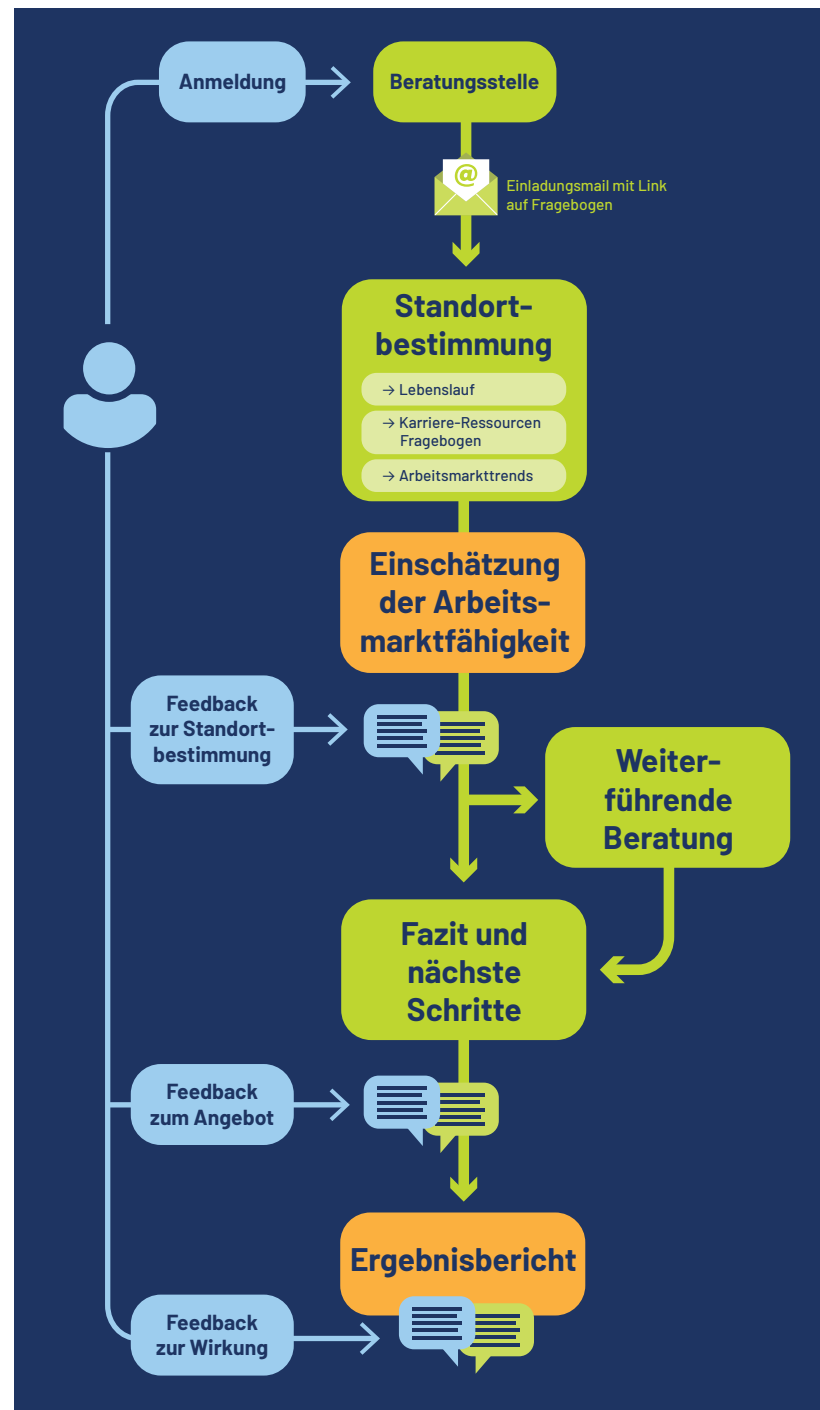 Anmeldung
Beratungsstelle
@
Einladungsmail mit Link
auf Fragebogen
Standort-
bestimmung
→ Lebenslauf
→ Karriere-Ressourcen
Fragebogen
→ Arbeitsmarkttrends
Einschätzung
der Arbeits-
marktfähigkeit
Feedback
zur Standort-
bestimmung
Weiter-
führende
Beratung
Fazit und
nächste
Schritte
Feedback
zum Angebot
Ergebnisbericht
Feedback
zur Wirkung